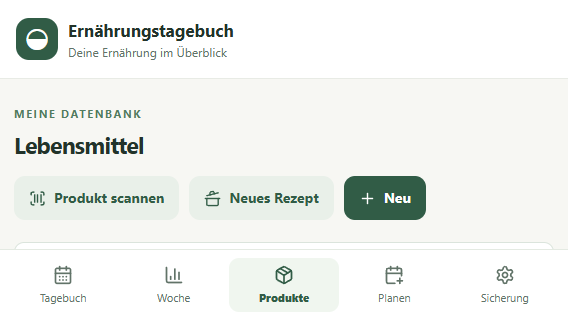 Ernährungstagebuch
Deine Ernährung im Überblick
MEINE DATENBANK
Lebensmittel
Produkt scannen
Neues Rezept
Neu
Tagebuch
Woche
Produkte
Planen
Sicherung